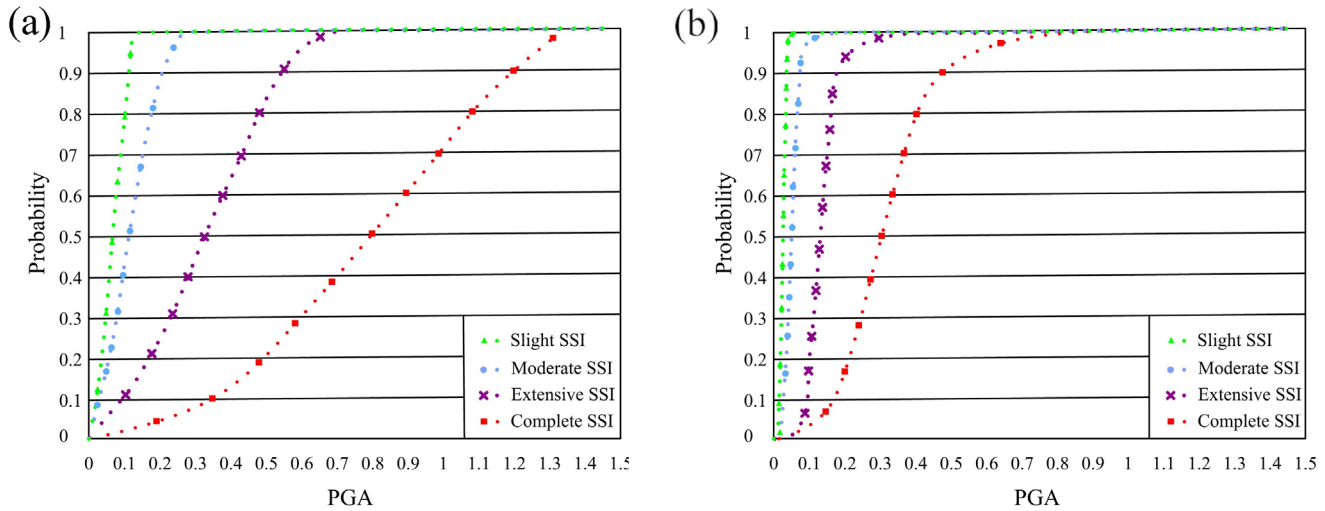 (a)
Probability
1
0.9
0.8
07
0.6
0.5
0.4
0.3
0.2
0.1
0
Slight SSI
Moderate SSI
Extensive SSI
Complete SSI
0 0.1 0.2 0.3 0.4 0.5 0.6 0.7 0.8 0.9 1 1.1 1.2 1.3 1.4 1.5
PGA
(b)
Probability
1
0.9
0.8
07
0.6
0.5
0.4
0.3
0.2
0.1
0
Slight SSI
Moderate SSI
Extensive SSI
Complete SSI
0 0.1 0.2 0.3 0.4 0.5 0.6 0.7 0.8 0.9 1 1.1 1.2 1.3 1.4 1.5
PGA